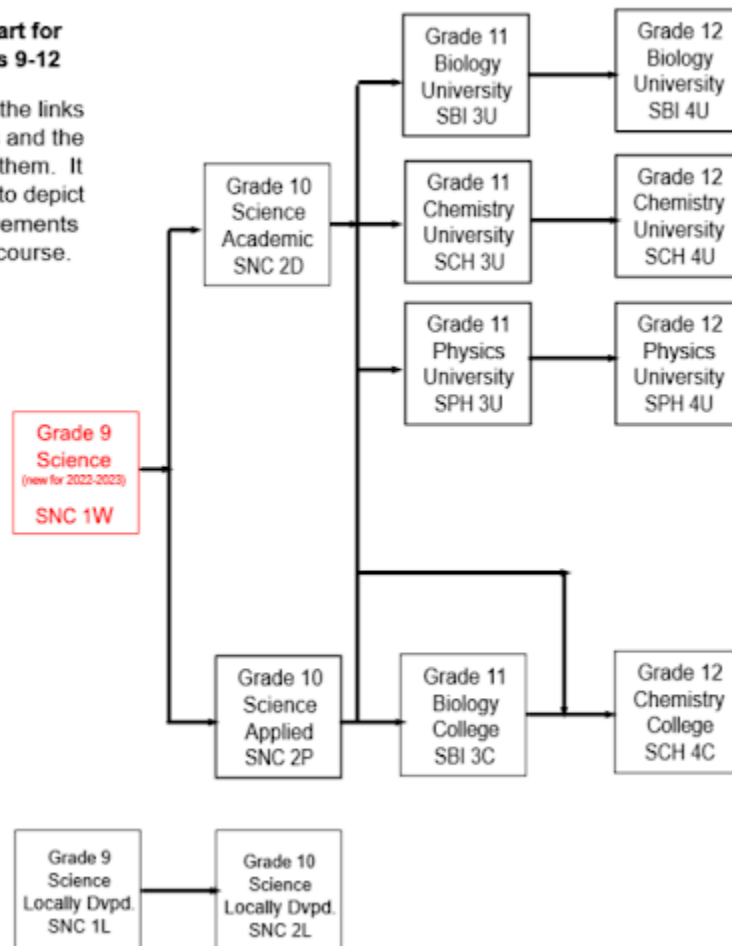 art for
s 9-12
the links
and the
them. It
to depict
ements
course.
Grade 9
Science
(new for 2022-2023)
SNC 1W
Grade 10
Science
Academic
SNC 2D
Grade 11
Biology
University
SBI 3U
Grade 12
Biology
University
SBI 4U
Grade 11
Chemistry
University
SCH 3U
Grade 12
Chemistry
University
SCH 4U
Grade 11
Physics
University
SPH 3U
Grade 12
Physics
University
SPH 4U
Grade 10
Science
Applied
SNC 2P
Grade 11
Biology
College
SBI 3C
Grade 12
Chemistry
College
SCH 4C
Grade 9
Science
Locally Dvpd.
SNC 1L
Grade 10
Science
Locally Dvpd.
SNC 2L